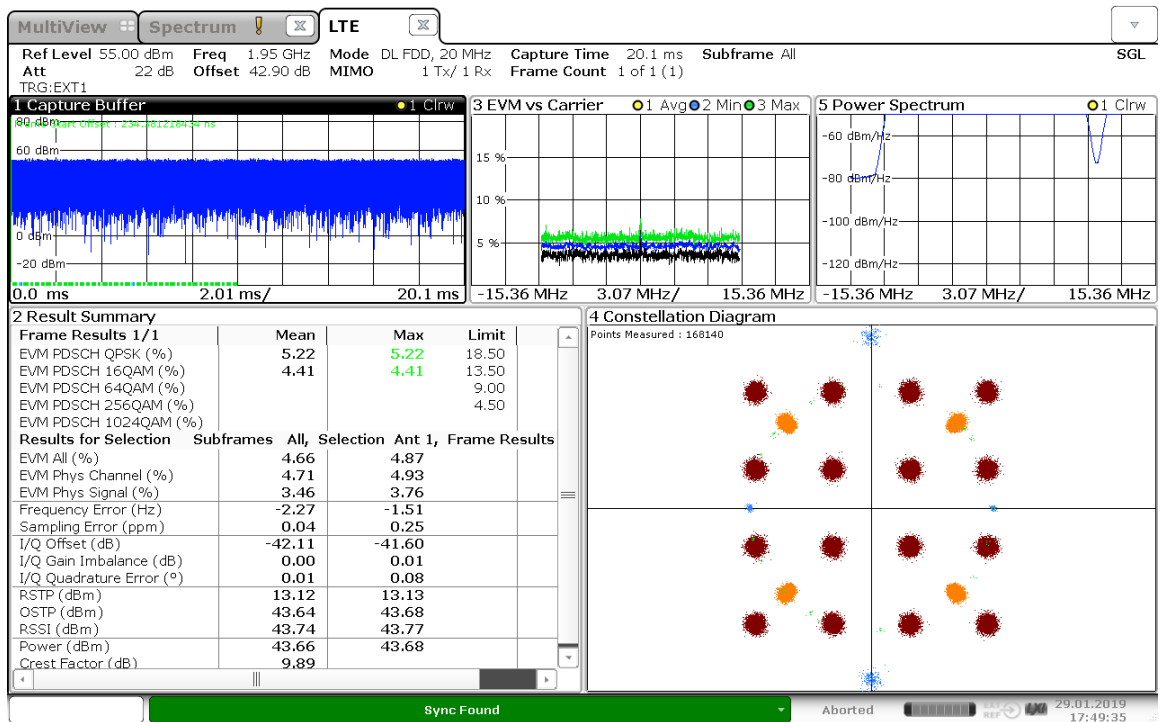 MultiView Spectrum ! X LTE X
Ref Level 55.00 dBm Freq 1.95 GHz Mode DL FDD, 20 MHz Capture Time 20.1 ms Subframe All SGL
Att 22 dB Offset 42.90 dB MIMO 1 Tx/ 1 Rx Frame Count 1 of 1 (1)
TRG:EXT1
1 Capture Buffer 1 Clrw
80 dBm
Frame Start Offset : 234.381218434 ns
60 dBm
0 dBm
-20 dBm
0.0 ms 2.01 ms/ 20.1 ms
3 EVM vs Carrier 1 Avg 2 Min 3 Max
15 %
10 %
5 %
-15.36 MHz 3.07 MHz/ 15.36 MHz
5 Power Spectrum 1 Clrw
-60 dBm/Hz
-80 dBm/Hz
-100 dBm/Hz
-120 dBm/Hz
-15.36 MHz 3.07 MHz/ 15.36 MHz
2 Result Summary
Frame Results 1/1 Mean Max Limit
EVM PDSCH QPSK (%) 5.22 5.22 18.50
EVM PDSCH 16QAM (%) 4.41 4.41 13.50
EVM PDSCH 64QAM (%) 9.00
EVM PDSCH 256QAM (%) 4.50
EVM PDSCH 1024QAM (%)
Results for Selection Subframes All, Selection Ant 1, Frame Results
EVM All (%) 4.66 4.87
EVM Phys Channel (%) 4.71 4.93
EVM Phys Signal (%) 3.46 3.76
Frequency Error (Hz) -2.27 -1.51
Sampling Error (ppm) 0.04 0.25
I/Q Offset (dB) -42.11 -41.60
I/Q Gain Imbalance (dB) 0.00 0.01
I/Q Quadrature Error (°) 0.01 0.08
RSTP (dBm) 13.12 13.13
OSTP (dBm) 43.64 43.68
RSSI (dBm) 43.74 43.77
Power (dBm) 43.66 43.68
Crest Factor (dB) 9.89
4 Constellation Diagram
Points Measured : 168140
Sync Found
Aborted
EXT
REF
LXI
29.01.2019
17:49:35